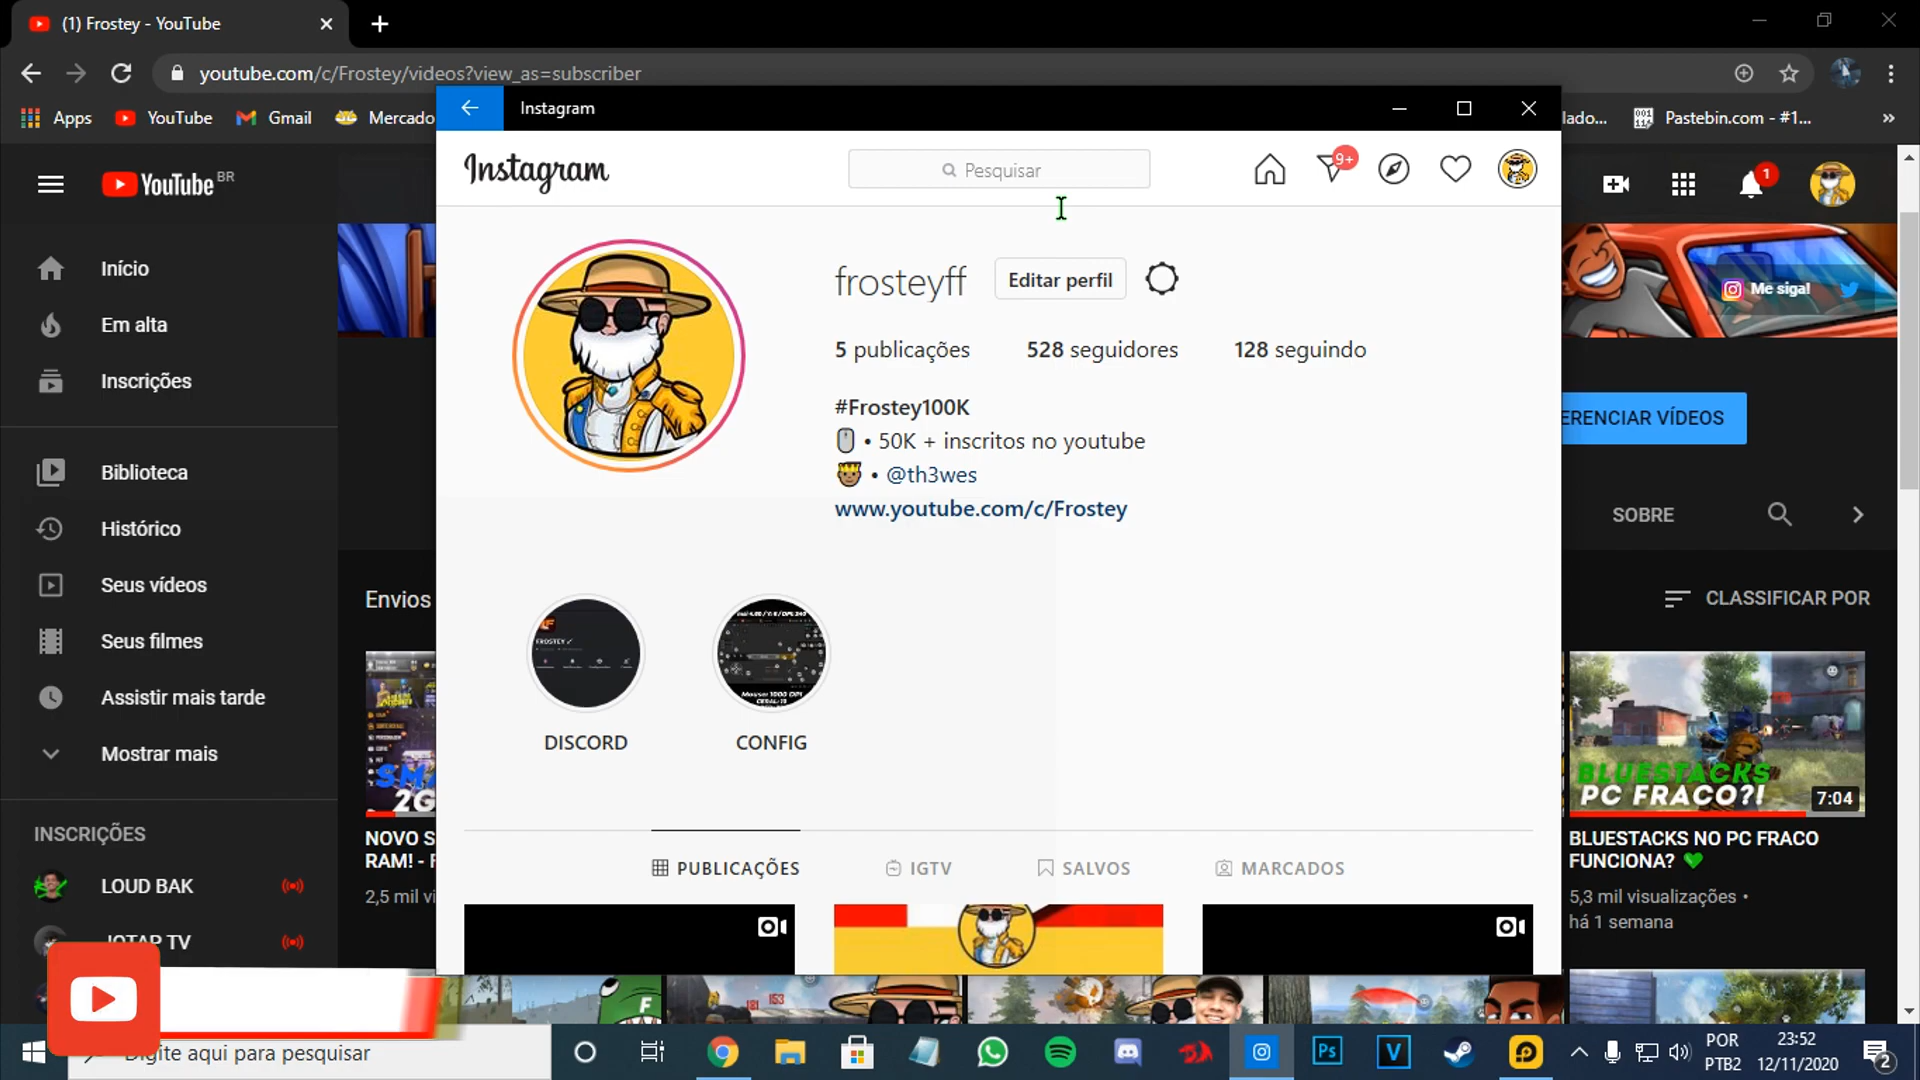 (1) Frostey - YouTube
youtube.com/c/Frostey/videos?view_as=subscriber
Apps
YouTube
Gmail
Mercado
lado...
Pastebin.com - #1...
Instagram
YouTube BR
Instagram
Pesquisar
9+
1
Início
Em alta
Inscrições
Biblioteca
Histórico
Seus vídeos
Seus filmes
Assistir mais tarde
Mostrar mais
INSCRIÇÕES
LOUD BAK
JOTAR TV
frosteyff
Editar perfil
5 publicações
528 seguidores
128 seguindo
#Frostey100K
• 50K + inscritos no youtube
• @th3wes
www.youtube.com/c/Frostey
DISCORD
CONFIG
PUBLICAÇÕES
IGTV
SALVOS
MARCADOS
Me siga!
ERENCIAR VÍDEOS
SOBRE
Envios
CLASSIFICAR POR
2G
NOVO S
RAM! - F
2,5 mil vi
BLUESTACKS
PC FRACO?!
7:04
BLUESTACKS NO PC FRACO
FUNCIONA?
5,3 mil visualizações •
há 1 semana
Digite aqui para pesquisar
POR
PTB2
23:52
12/11/2020
2